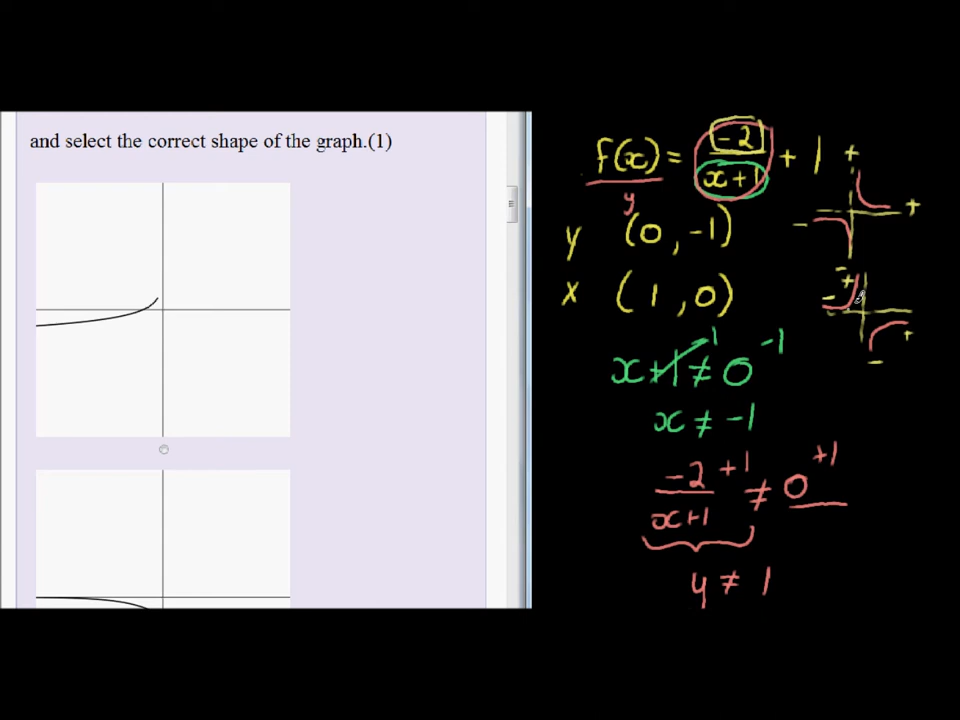 and select the correct shape of the graph.(1)
f(x) = -2/(x+1) + 1
y
y (0, -1)
x (1, 0)
x+1 ≠ 0 -1
-1
x ≠ -1
-2/(x+1) +1 ≠ 0 +1
y ≠ 1
+
+
-
-
+
-
+
-